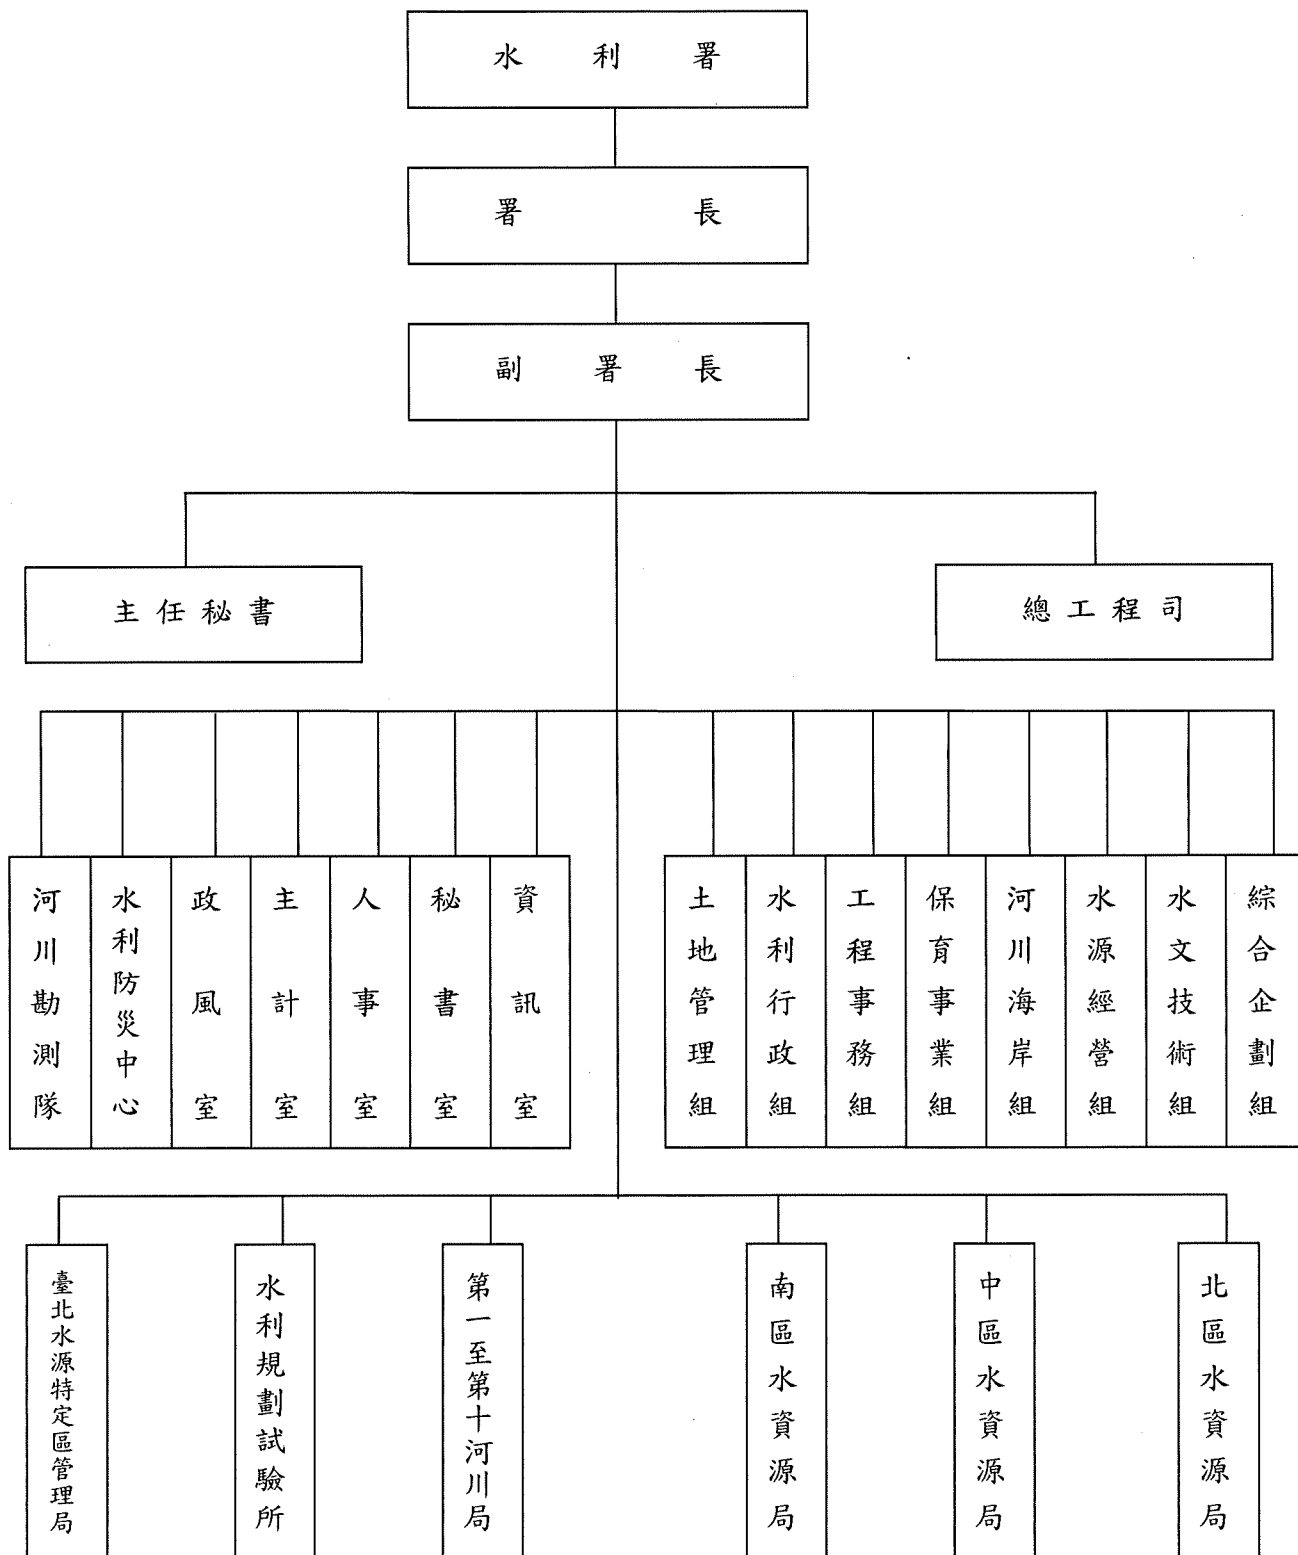 水利署
署長
副署長
主任秘書
總工程司
河川勘測隊
水利防災中心
政風室
主計室
人事室
秘書室
資訊室
土地管理組
水利行政組
工程事務組
保育事業組
河川海岸組
水源經營組
水文技術組
綜合企劃組
臺北水源特定區管理局
水利規劃試驗所
第一至第十河川局
南區水資源局
中區水資源局
北區水資源局